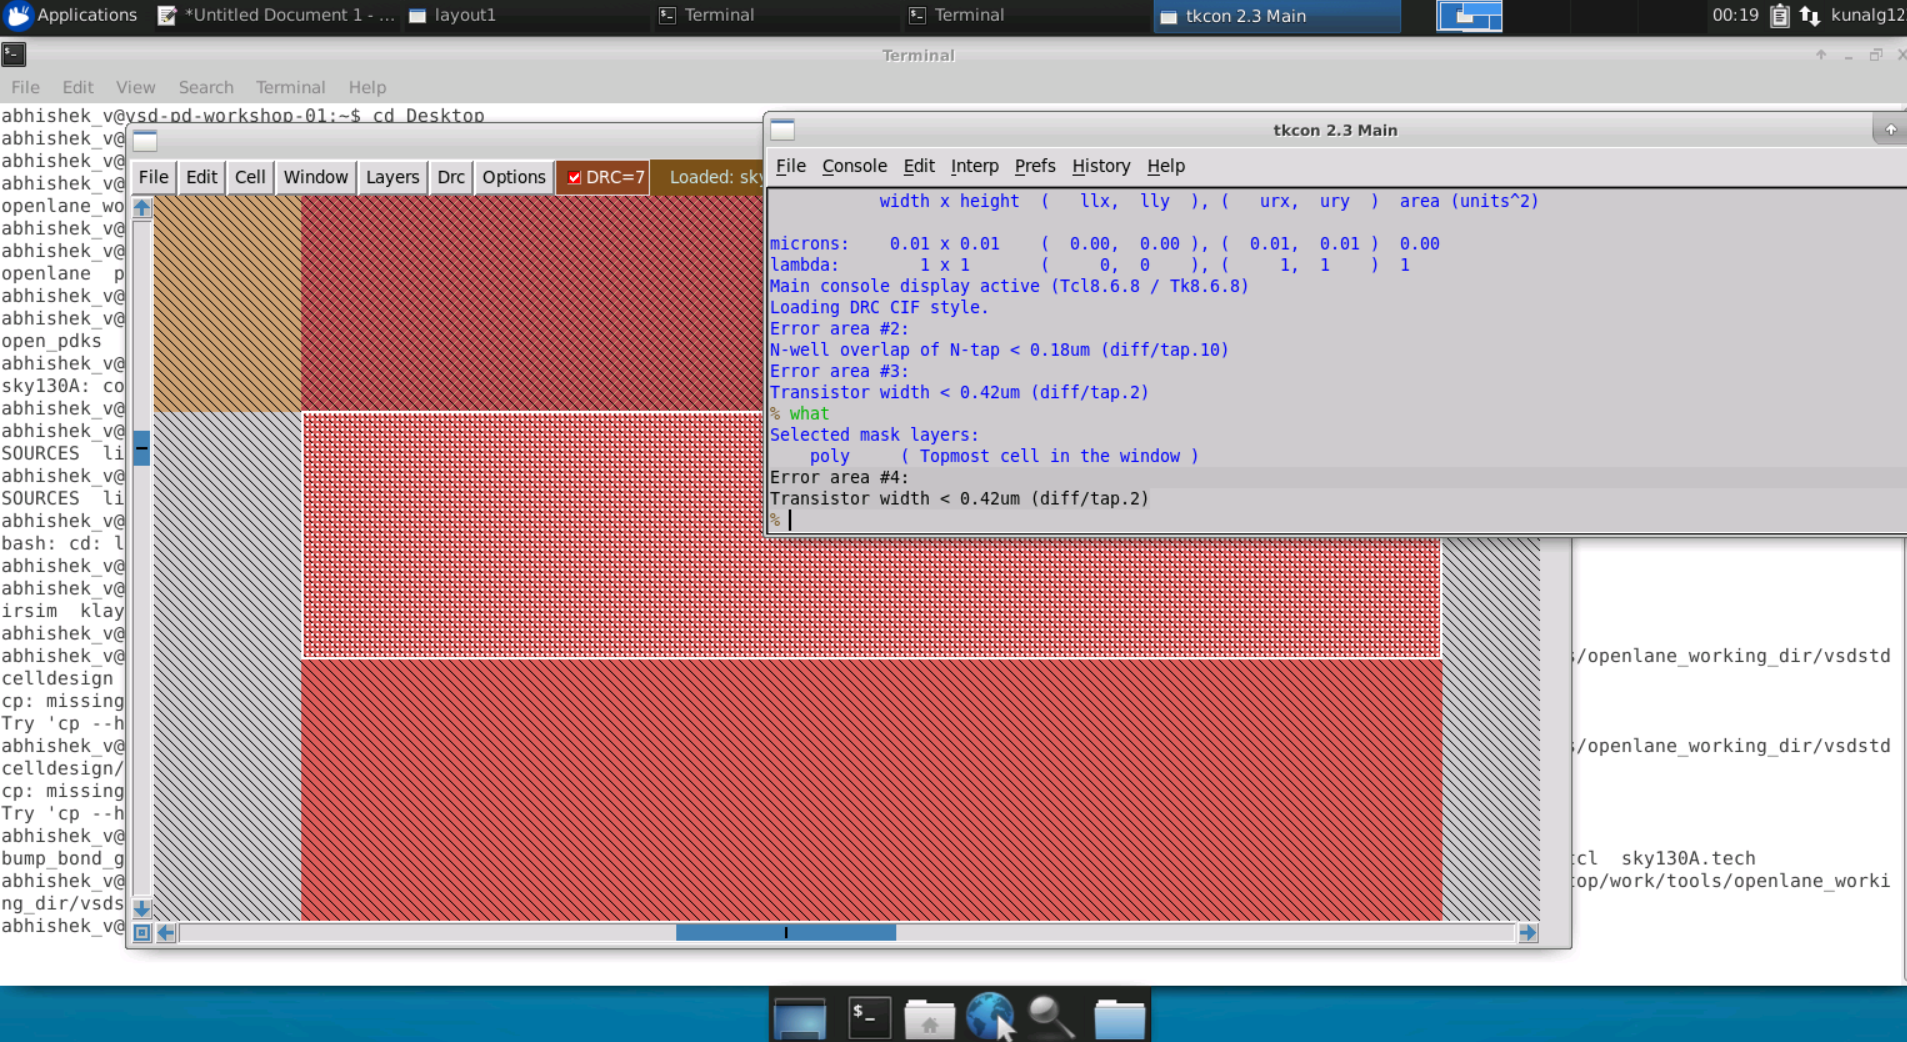 Applications *Untitled Document 1 - ... layout1 Terminal Terminal tkcon 2.3 Main 00:19 kunalg12
Terminal
File Edit View Search Terminal Help
abhishek_v@vsd-pd-workshop-01:~$ cd Desktop
abhishek_v@
abhishek_v@
abhishek_v@
openlane_wo
abhishek_v@
abhishek_v@
openlane p
abhishek_v@
abhishek_v@
open_pdks
abhishek_v@
sky130A: co
abhishek_v@
abhishek_v@
SOURCES li
abhishek_v@
SOURCES li
abhishek_v@
bash: cd: l
abhishek_v@
abhishek_v@
irsim klay
abhishek_v@
abhishek_v@
s/openlane_working_dir/vsdstd
celldesign
cp: missing
Try 'cp --h
abhishek_v@
s/openlane_working_dir/vsdstd
celldesign/
cp: missing
Try 'cp --h
abhishek_v@
bump_bond_g
tcl sky130A.tech
abhishek_v@
top/work/tools/openlane_worki
ng_dir/vsds
abhishek_v@
File Edit Cell Window Layers Drc Options DRC=7 Loaded: sky
tkcon 2.3 Main
File Console Edit Interp Prefs History Help
width x height ( llx, lly ), ( urx, ury ) area (units^2)
microns: 0.01 x 0.01 ( 0.00, 0.00 ), ( 0.01, 0.01 ) 0.00
lambda: 1 x 1 ( 0, 0 ), ( 1, 1 ) 1
Main console display active (Tcl8.6.8 / Tk8.6.8)
Loading DRC CIF style.
Error area #2:
N-well overlap of N-tap < 0.18um (diff/tap.10)
Error area #3:
Transistor width < 0.42um (diff/tap.2)
% what
Selected mask layers:
poly ( Topmost cell in the window )
Error area #4:
Transistor width < 0.42um (diff/tap.2)
%
$_